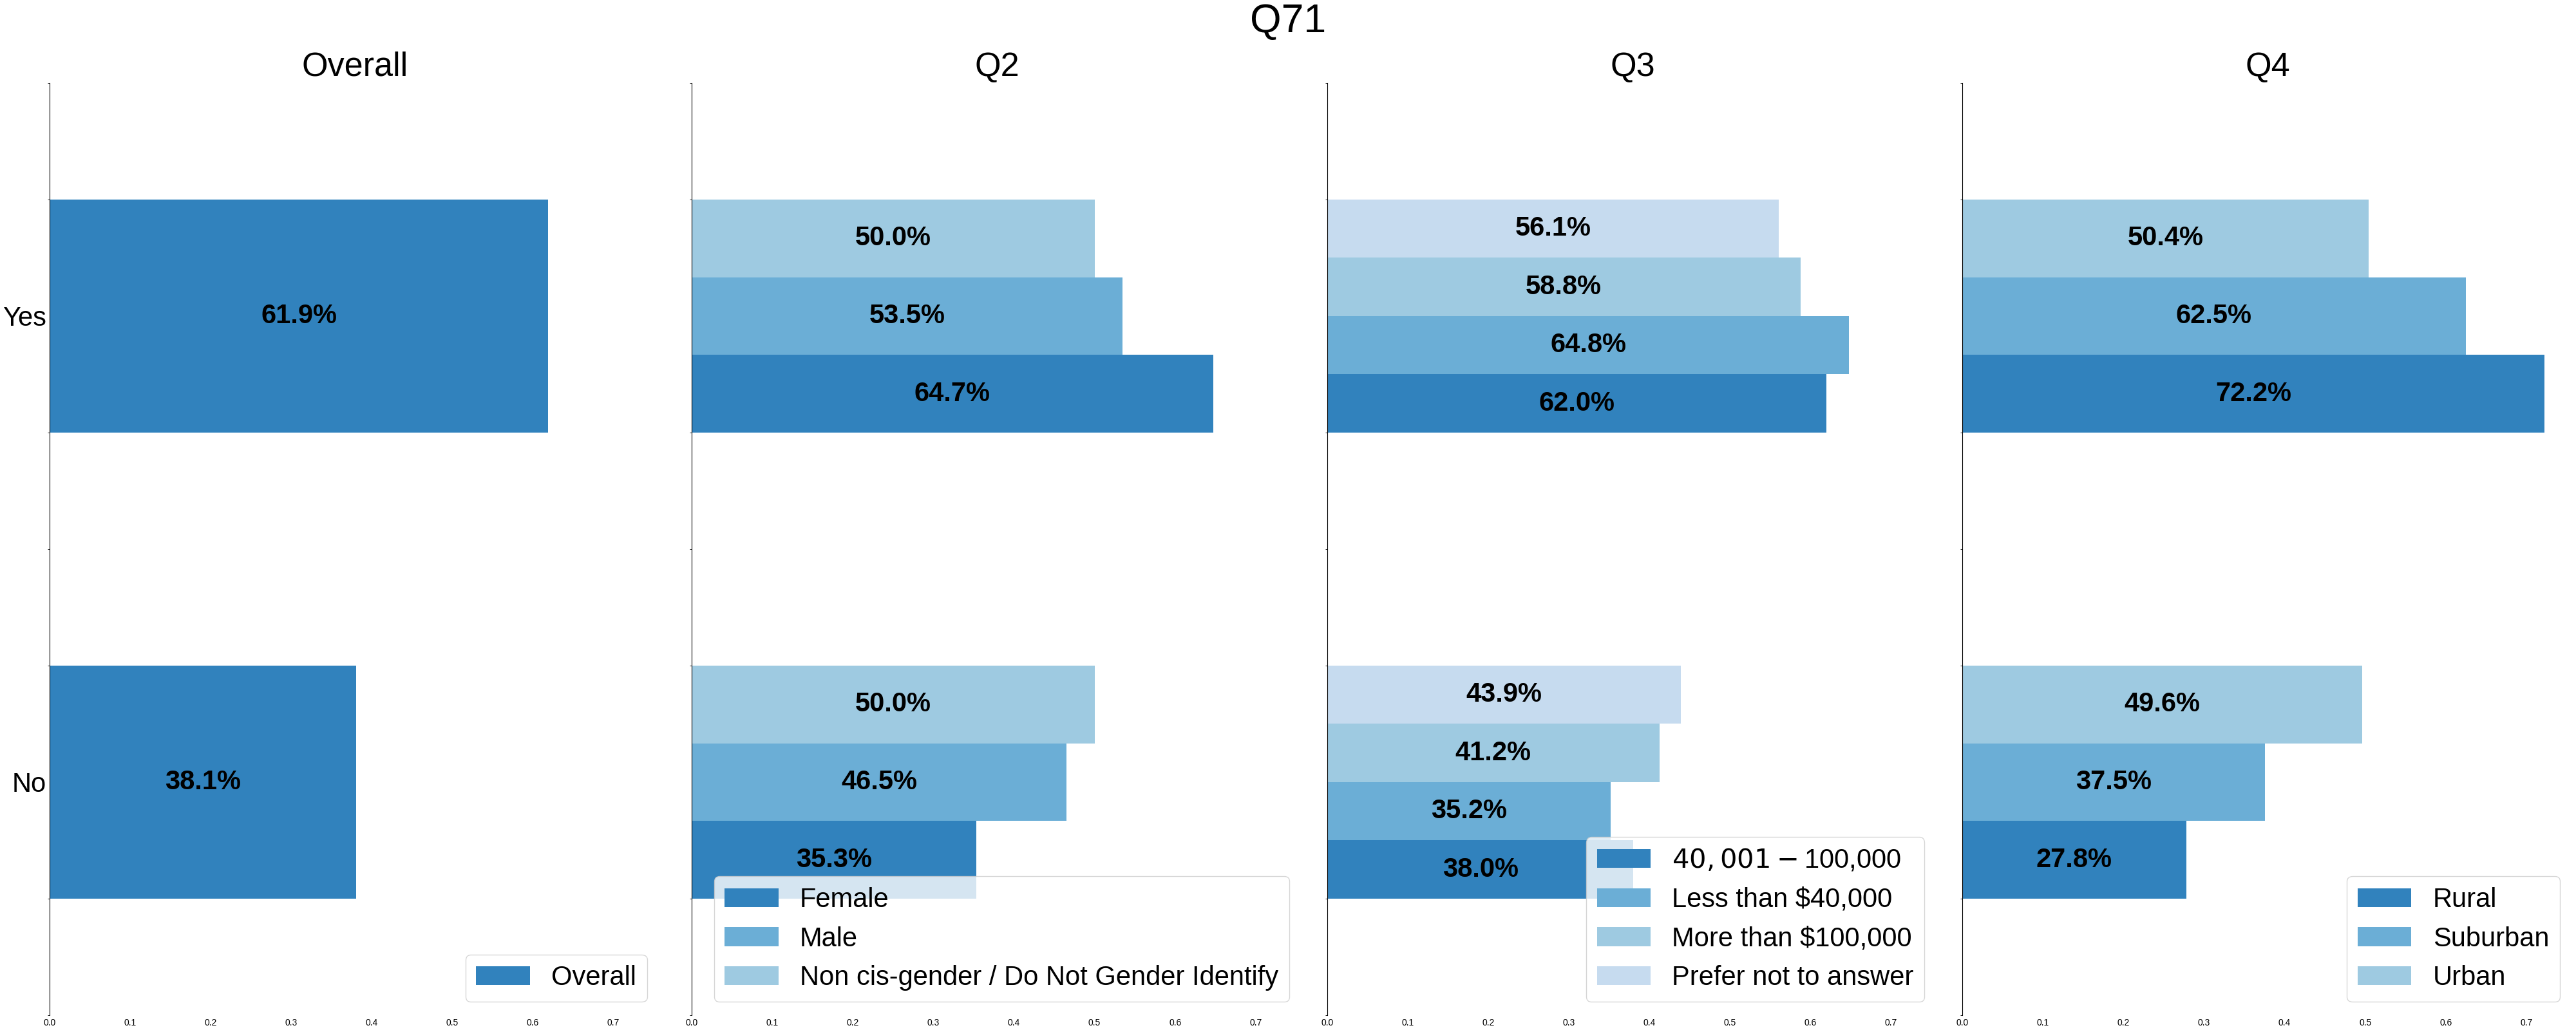 Q71
Overall
Yes
61.9%
No
38.1%
Overall
0.0 0.1 0.2 0.3 0.4 0.5 0.6 0.7
Q2
50.0%
53.5%
64.7%
50.0%
46.5%
35.3%
Female
Male
Non cis-gender / Do Not Gender Identify
0.0 0.1 0.2 0.3 0.4 0.5 0.6 0.7
Q3
56.1%
58.8%
64.8%
62.0%
43.9%
41.2%
35.2%
38.0%
40,001 − 100,000
Less than $40,000
More than $100,000
Prefer not to answer
0.0 0.1 0.2 0.3 0.4 0.5 0.6 0.7
Q4
50.4%
62.5%
72.2%
49.6%
37.5%
27.8%
Rural
Suburban
Urban
0.0 0.1 0.2 0.3 0.4 0.5 0.6 0.7